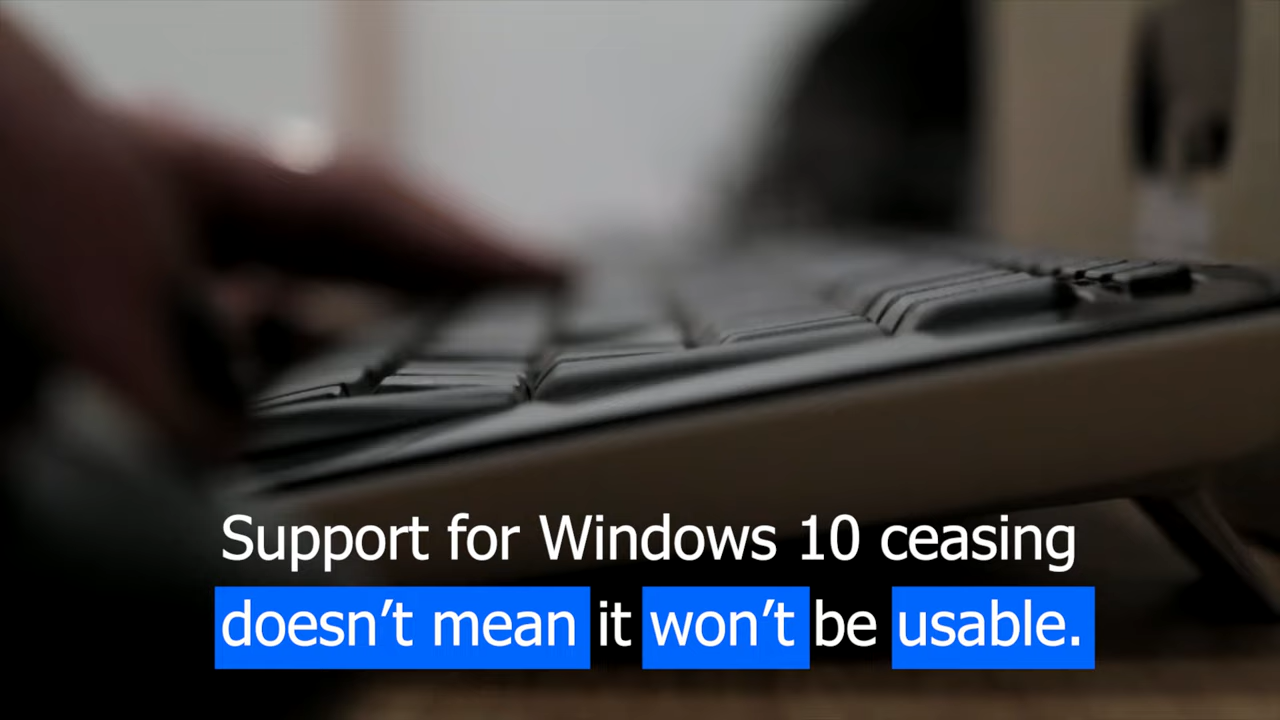 Support for Windows 10 ceasing
doesn’t mean it won’t be usable.